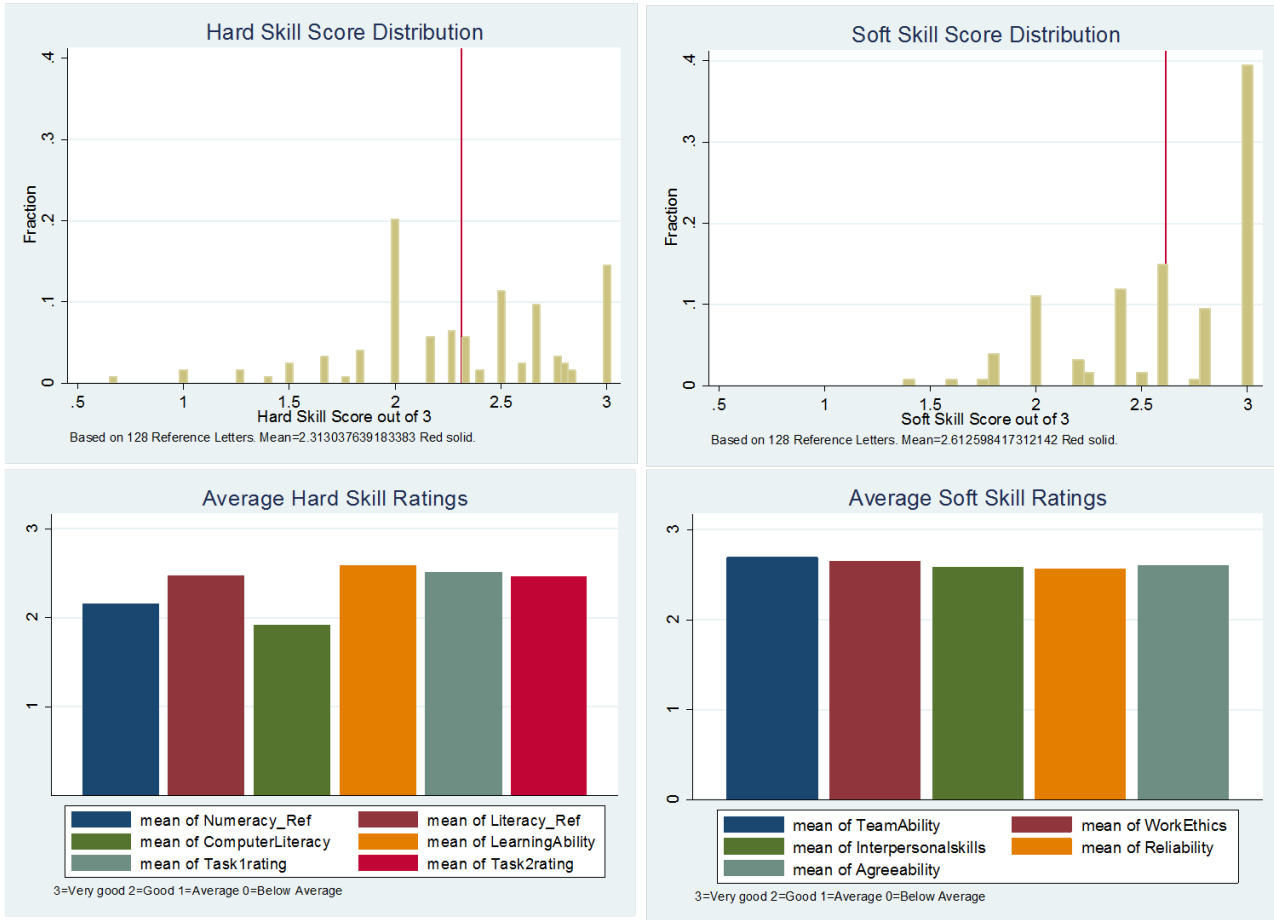 Hard Skill Score Distribution
Fraction
.4
.3
.2
.1
0
.5 1 1.5 2 2.5 3
Hard Skill Score out of 3
Based on 128 Reference Letters. Mean=2.313037639183383 Red solid.
Soft Skill Score Distribution
Fraction
.4
.3
.2
.1
0
.5 1 1.5 2 2.5 3
Soft Skill Score out of 3
Based on 128 Reference Letters. Mean=2.612598417312142 Red solid.
Average Hard Skill Ratings
3
2
1
mean of Numeracy_Ref mean of Literacy_Ref
mean of ComputerLiteracy mean of LearningAbility
mean of Task1rating mean of Task2rating
3=Very good 2=Good 1=Average 0=Below Average
Average Soft Skill Ratings
3
2
1
0
mean of TeamAbility mean of WorkEthics
mean of Interpersonalskills mean of Reliability
mean of Agreeability
3=Very good 2=Good 1=Average 0=Below Average